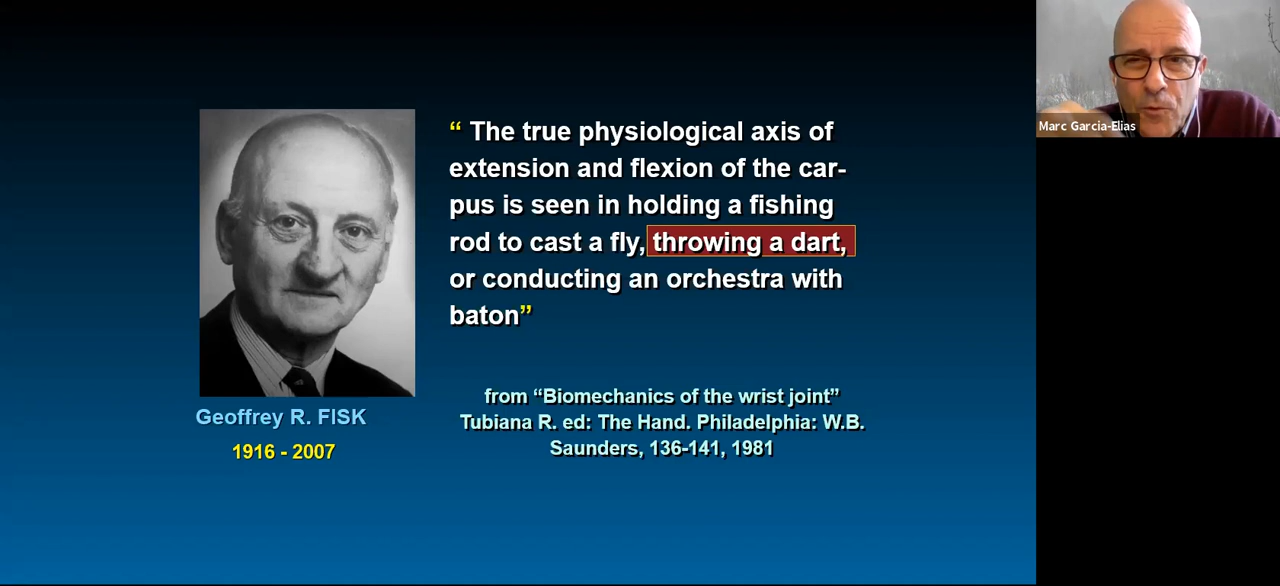 “ The true physiological axis of
extension and flexion of the car-
pus is seen in holding a fishing
rod to cast a fly, throwing a dart,
or conducting an orchestra with
baton”
from “Biomechanics of the wrist joint”
Tubiana R. ed: The Hand. Philadelphia: W.B.
Saunders, 136-141, 1981
Geoffrey R. FISK
1916 - 2007
Marc Garcia-Elias